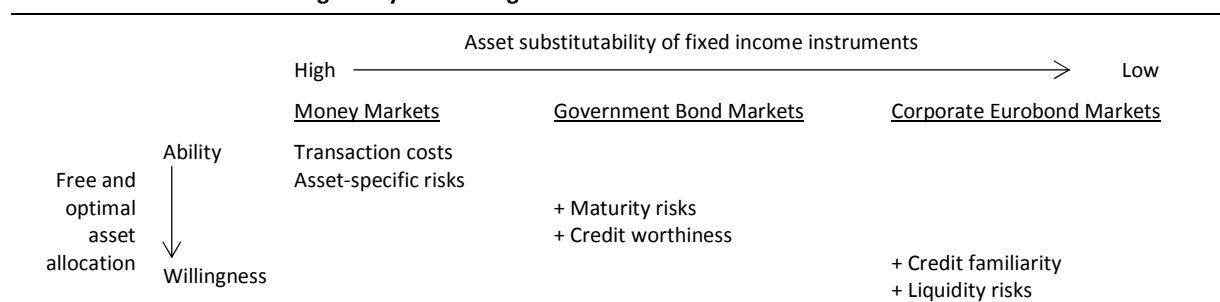 Asset substitutability of fixed income instruments
High Low
Money Markets Government Bond Markets Corporate Eurobond Markets
Ability Transaction costs
Free and Asset-specific risks
optimal + Maturity risks
asset + Credit worthiness
allocation + Credit familiarity
Willingness
+ Liquidity risks